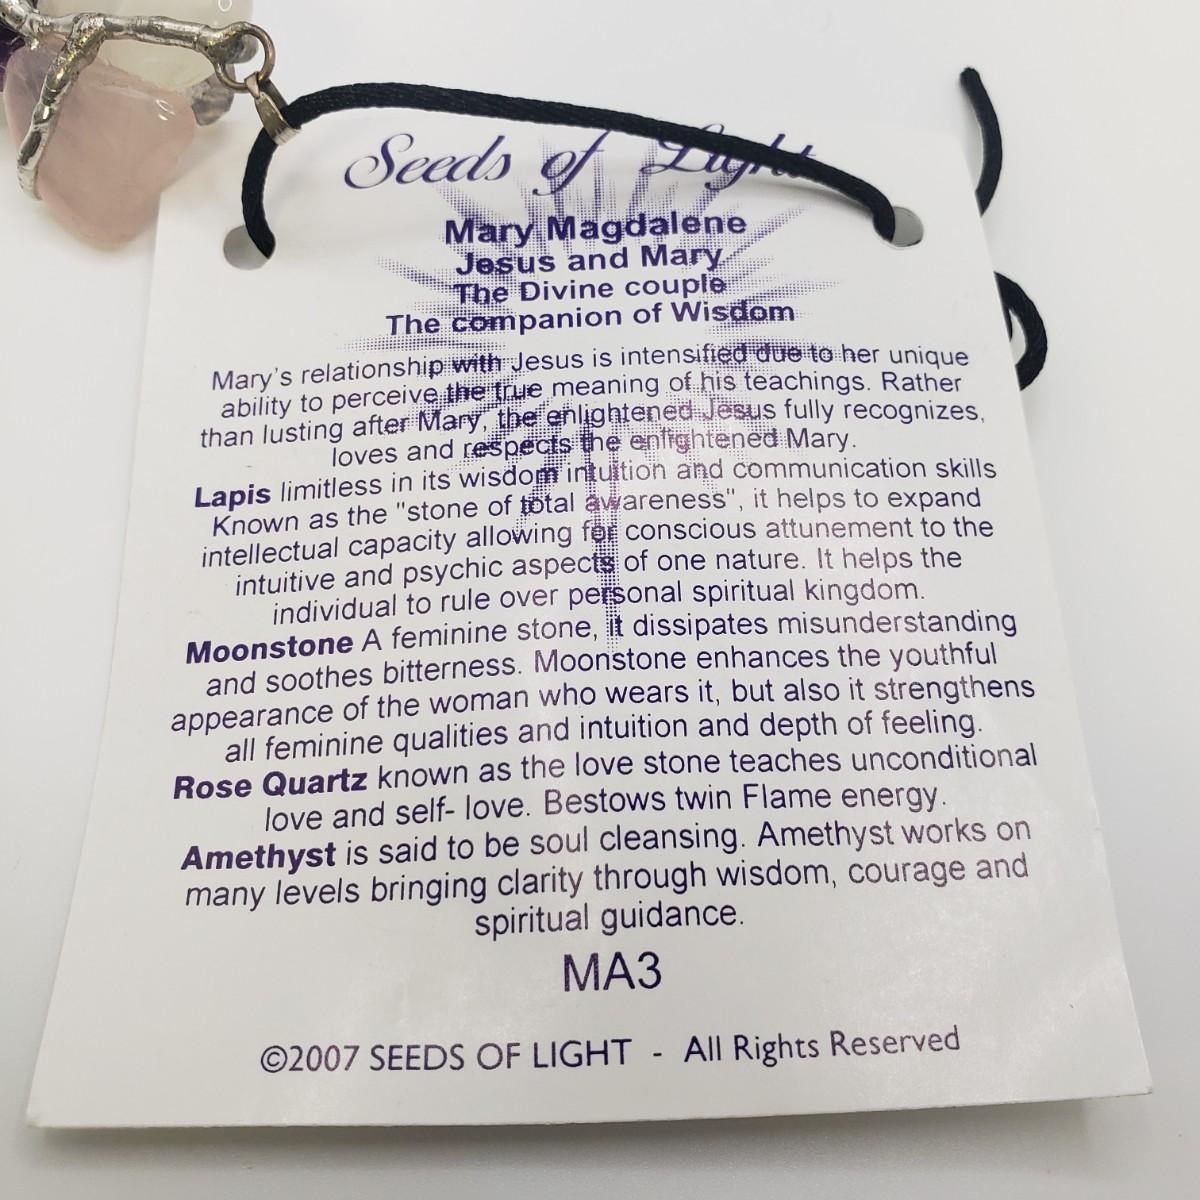 Seeds of Light
Mary Magdalene
Jesus and Mary
The Divine couple
The companion of Wisdom
Mary's relationship with Jesus is intensified due to her unique
ability to perceive the true meaning of his teachings. Rather
than lusting after Mary, the enlightened Jesus fully recognizes,
loves and respects the enlightened Mary.
Lapis limitless in its wisdom intuition and communication skills
Known as the "stone of total awareness", it helps to expand
intellectual capacity allowing for conscious attunement to the
intuitive and psychic aspects of one nature. It helps the
individual to rule over personal spiritual kingdom.
Moonstone A feminine stone, it dissipates misunderstanding
and soothes bitterness. Moonstone enhances the youthful
appearance of the woman who wears it, but also it strengthens
all feminine qualities and intuition and depth of feeling.
Rose Quartz known as the love stone teaches unconditional
love and self- love. Bestows twin Flame energy.
Amethyst is said to be soul cleansing. Amethyst works on
many levels bringing clarity through wisdom, courage and
spiritual guidance.
MA3
©2007 SEEDS OF LIGHT - All Rights Reserved